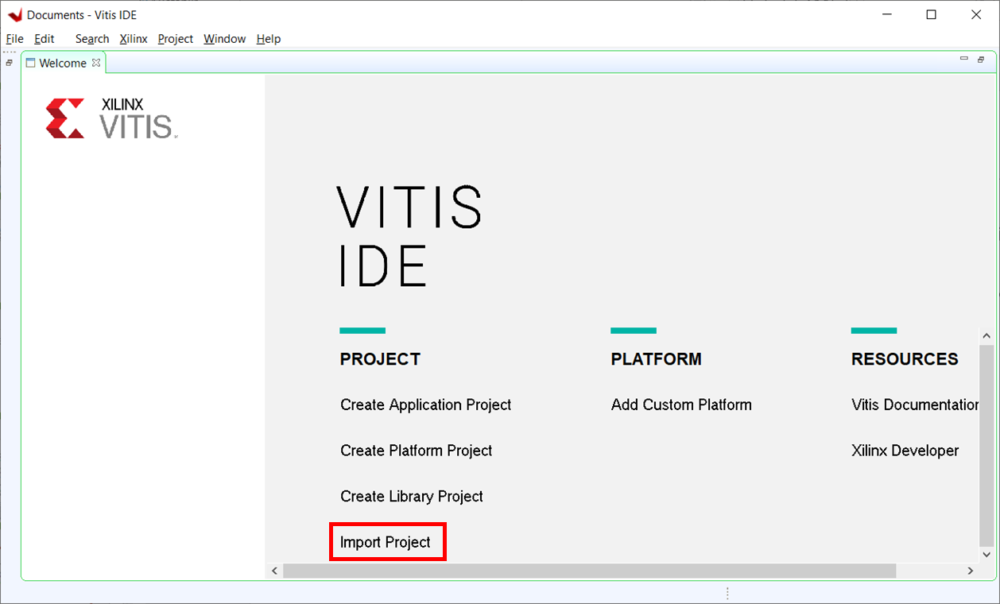 Documents - Vitis IDE
File Edit Search Xilinx Project Window Help
Welcome
XILINX
VITIS
VITIS
IDE
PROJECT
Create Application Project
Create Platform Project
Create Library Project
Import Project
PLATFORM
Add Custom Platform
RESOURCES
Vitis Documentation
Xilinx Developer